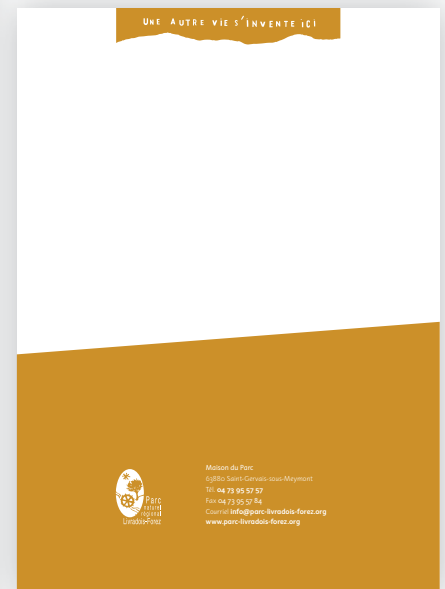 UNE AUTRE VIE S'INVENTE ICI
Parc
naturel
régional
Livradois-Forez
Maison du Parc
63880 Saint-Gervais-sous-Meymont
Tél. 04 73 95 57 57
Fax 04 73 95 57 84
Courriel info@parc-livradois-forez.org
www.parc-livradois-forez.org